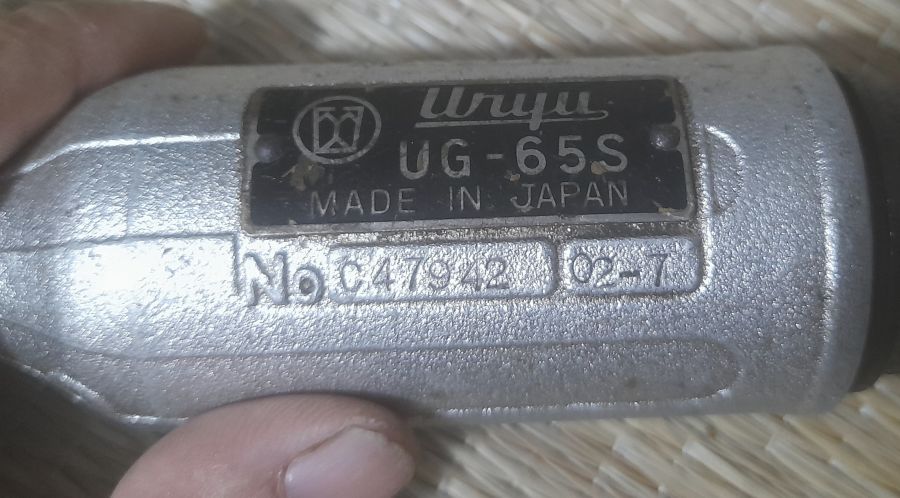 Uryu
UG-65S
MADE IN JAPAN
No C47942 02-7